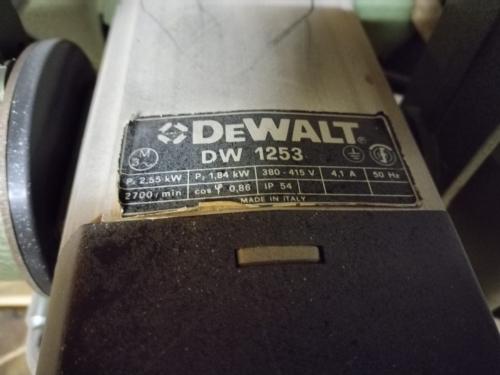 DEWALT
DW 1253
M 3~
P₁ 2,55 kW P₂ 1,84 kW 380 - 415 V 4,1 A 50 Hz
2700/min cos φ 0,86 IP 54
MADE IN ITALY